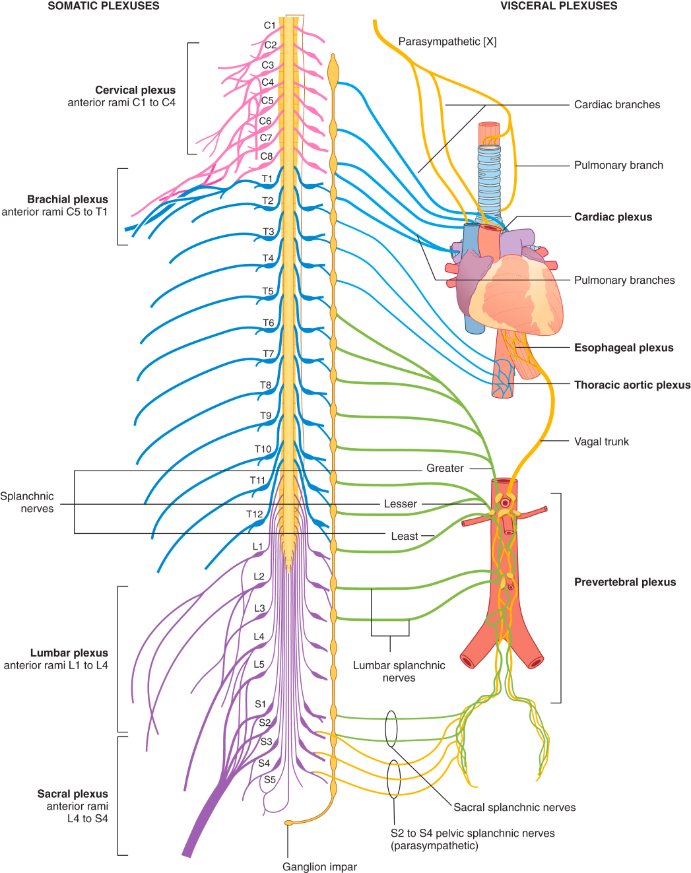 SOMATIC PLEXUSES
VISCERAL PLEXUSES
C1
C2
C3
C4
C5
C6
C7
C8
T1
T2
T3
T4
T5
T6
T7
T8
T9
T10
T11
T12
L1
L2
L3
L4
L5
S1
S2
S3
S4
S5
Cervical plexus
anterior rami C1 to C4
Brachial plexus
anterior rami C5 to T1
Splanchnic
nerves
Lumbar plexus
anterior rami L1 to L4
Sacral plexus
anterior rami
L4 to S4
Parasympathetic [X]
Cardiac branches
Pulmonary branch
Cardiac plexus
Pulmonary branches
Esophageal plexus
Thoracic aortic plexus
Vagal trunk
Greater
Lesser
Least
Prevertebral plexus
Lumbar splanchnic
nerves
Sacral splanchnic nerves
S2 to S4 pelvic splanchnic nerves
(parasympathetic)
Ganglion impar